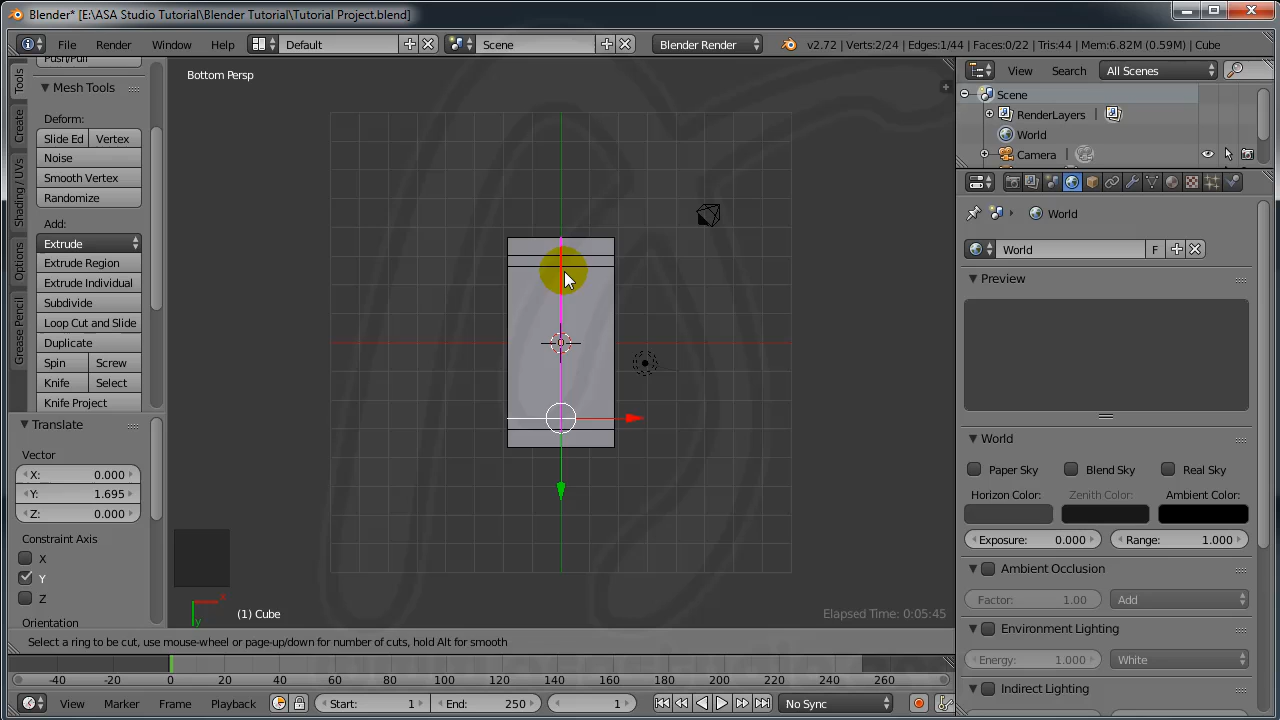 Blender* [E:\ASA Studio Tutorial\Blender Tutorial\Tutorial Project.blend]
File Render Window Help Default Scene Blender Render v2.72 | Verts:2/24 | Edges:1/44 | Faces:0/22 | Tris:44 | Mem:6.82M (0.59M) | Cube
Push/Pull
Mesh Tools
Deform:
Slide Ed Vertex
Noise
Smooth Vertex
Randomize
Add:
Extrude
Extrude Region
Extrude Individual
Subdivide
Loop Cut and Slide
Duplicate
Spin Screw
Knife Select
Knife Project
Tools
Create
Shading / UVs
Options
Grease Pencil
Translate
Vector
X: 0.000
Y: 1.695
Z: 0.000
Constraint Axis
X
Y
Z
Orientation
Bottom Persp
x
y
(1) Cube
Elapsed Time: 0:05:45
Select a ring to be cut, use mouse-wheel or page-up/down for number of cuts, hold Alt for smooth
-40 -20 0 20 40 60 80 100 120 140 160 180 200 220 240 260
View Marker Frame Playback Start: 1 End: 250 1 No Sync
View Search All Scenes
Scene
RenderLayers
World
Camera
World
World F
Preview
World
Paper Sky Blend Sky Real Sky
Horizon Color: Zenith Color: Ambient Color:
Exposure: 0.000 Range: 1.000
Ambient Occlusion
Factor: 1.00 Add
Environment Lighting
Energy: 1.000 White
Indirect Lighting